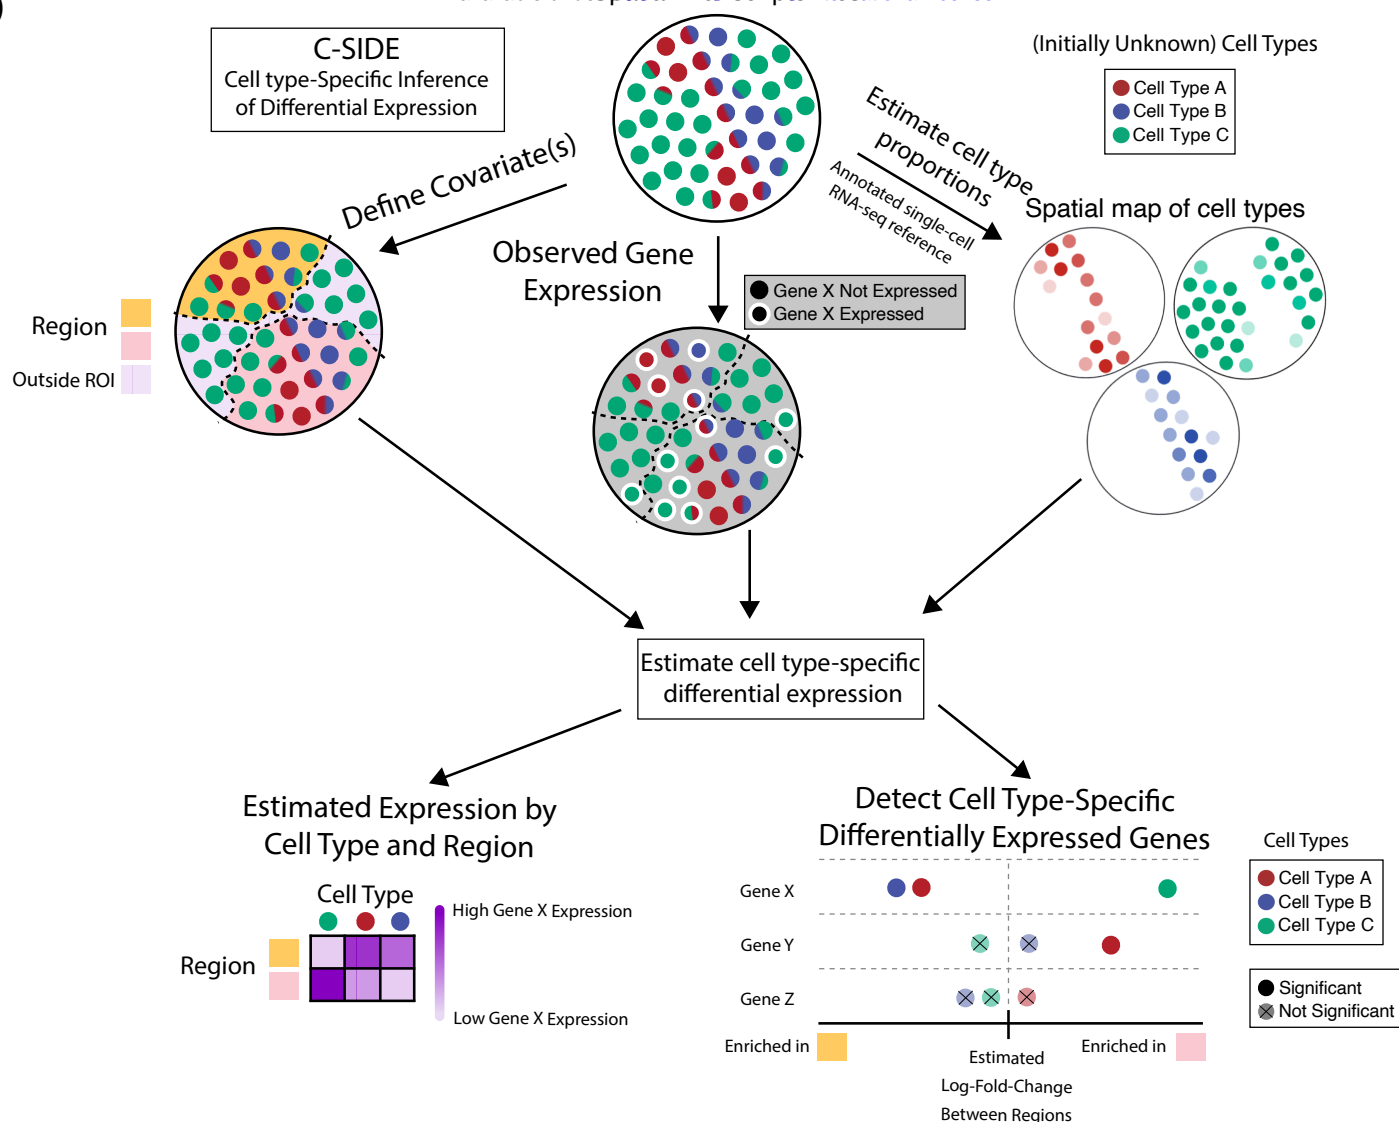 C-SIDE
Cell type-Specific Inference
of Differential Expression
(Initially Unknown) Cell Types
Cell Type A
Cell Type B
Cell Type C
Define Covariate(s)
Estimate cell type
proportions
Annotated single-cell
RNA-seq reference
Spatial map of cell types
Observed Gene
Expression
Gene X Not Expressed
Gene X Expressed
Region
Outside ROI
Estimate cell type-specific
differential expression
Estimated Expression by
Cell Type and Region
Cell Type
Region
High Gene X Expression
Low Gene X Expression
Detect Cell Type-Specific
Differentially Expressed Genes
Gene X
Gene Y
Gene Z
Enriched in
Enriched in
Estimated
Log-Fold-Change
Between Regions
Cell Types
Cell Type A
Cell Type B
Cell Type C
Significant
Not Significant